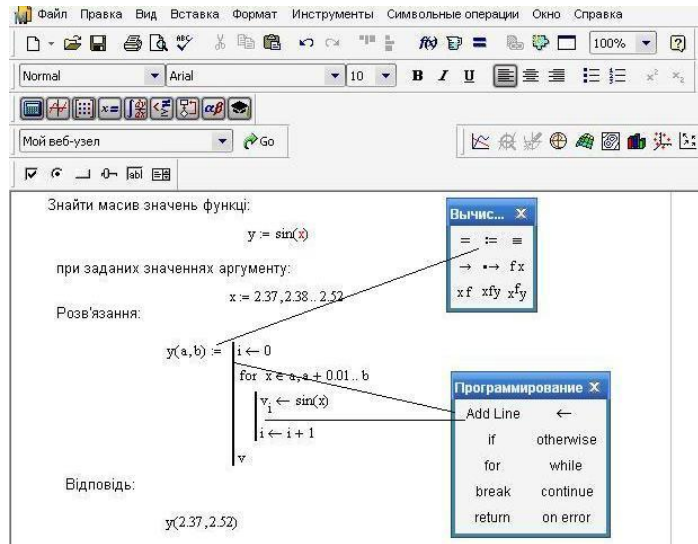 Файл Правка Вид Вставка Формат Инструменты Символьные операции Окно Справка
100%
Normal Arial 10 B I U
Мой веб-узел Go
Знайти масив значень функці:
y := sin(x)
при заданих значеннях аргументу:
x := 2.37,2.38..2.52
Розв'язання:
y(a,b) := i ← 0
for x ∈ a,a + 0.01..b
v_i ← sin(x)
i ← i + 1
v
Відповідь:
y(2.37,2.52)
Вычис... X
= := ≡
→ •→ fx
xf xfy x^f y
Программирование X
Add Line ←
if otherwise
for while
break continue
return on error